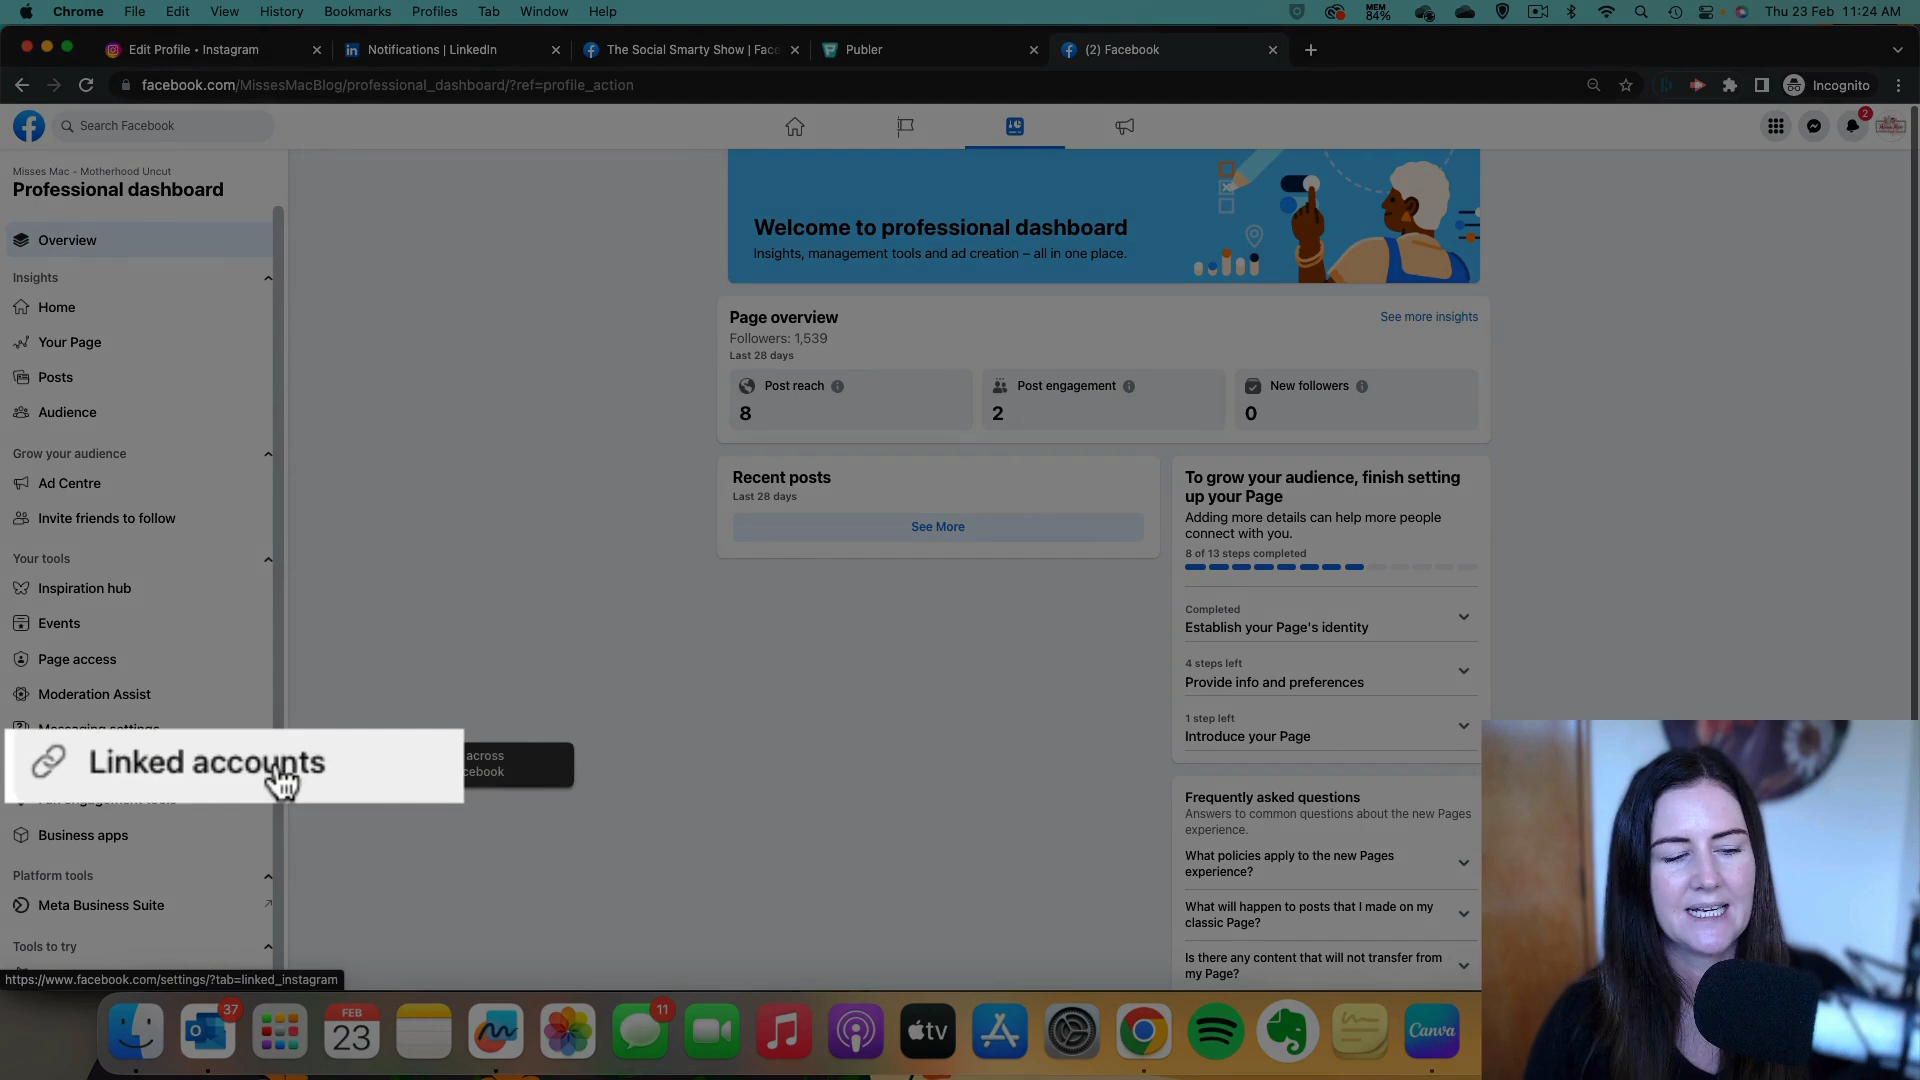 Chrome File Edit View History Bookmarks Profiles Tab Window Help
MEM 84% Thu 23 Feb 11:24 AM
Edit Profile • Instagram
Notifications | LinkedIn
The Social Smarty Show | Face
Publer
(2) Facebook
facebook.com/MissesMacBlog/professional_dashboard/?ref=profile_action
Incognito
Search Facebook
2
Misses Mac - Motherhood Uncut
Professional dashboard
Overview
Insights
Home
Your Page
Posts
Audience
Grow your audience
Ad Centre
Invite friends to follow
Your tools
Inspiration hub
Events
Page access
Moderation Assist
Messaging settings
Linked accounts
across
cebook
Business apps
Platform tools
Meta Business Suite
Tools to try
https://www.facebook.com/settings/?tab=linked_instagram
Welcome to professional dashboard
Insights, management tools and ad creation – all in one place.
Page overview
See more insights
Followers: 1,539
Last 28 days
Post reach
8
Post engagement
2
New followers
0
Recent posts
Last 28 days
See More
To grow your audience, finish setting
up your Page
Adding more details can help more people
connect with you.
8 of 13 steps completed
Completed
Establish your Page's identity
4 steps left
Provide info and preferences
1 step left
Introduce your Page
Frequently asked questions
Answers to common questions about the new Pages
experience.
What policies apply to the new Pages
experience?
What will happen to posts that I made on my
classic Page?
Is there any content that will not transfer from
my Page?
37
FEB
23
11
tv
Canva